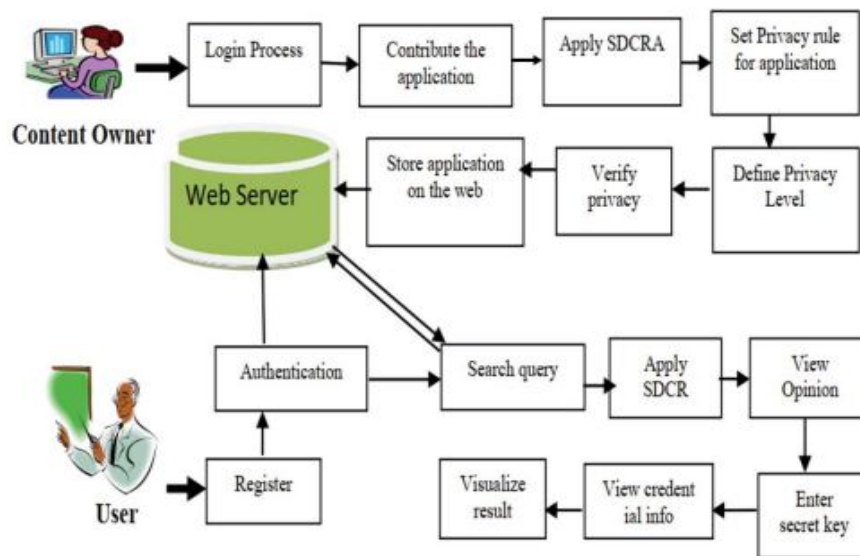 Login Process
Contribute the
application
Apply SDCRA
Set Privacy rule
for application
Content Owner
Web Server
Store application
on the web
Verify
privacy
Define Privacy
Level
Authentication
Search query
Apply
SDCR
View
Opinion
User
Register
Visualize
result
View credent
ial info
Enter
secret key